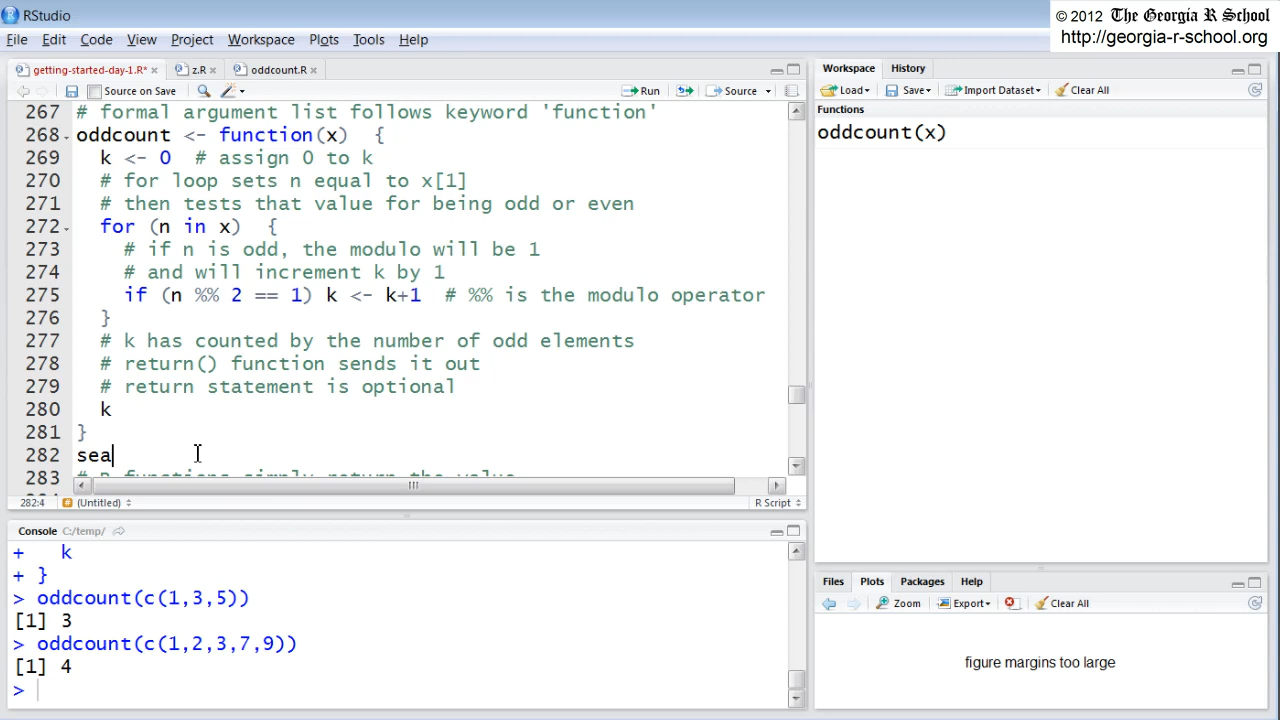 RStudio
© 2012 The Georgia R School
http://georgia-r-school.org
File Edit Code View Project Workspace Plots Tools Help
getting-started-day-1.R* z.R oddcount.R
Source on Save Run Source
267 # formal argument list follows keyword 'function'
268 oddcount <- function(x) {
269 k <- 0 # assign 0 to k
270 # for loop sets n equal to x[1]
271 # then tests that value for being odd or even
272 for (n in x) {
273 # if n is odd, the modulo will be 1
274 # and will increment k by 1
275 if (n %% 2 == 1) k <- k+1 # %% is the modulo operator
276 }
277 # k has counted by the number of odd elements
278 # return() function sends it out
279 # return statement is optional
280 k
281 }
282 sea
283
282:4 (Untitled) R Script
Console C:/temp/
+ k
+ }
> oddcount(c(1,3,5))
[1] 3
> oddcount(c(1,2,3,7,9))
[1] 4
>
Workspace History
Load Save Import Dataset Clear All
Functions
oddcount(x)
Files Plots Packages Help
Zoom Export Clear All
figure margins too large